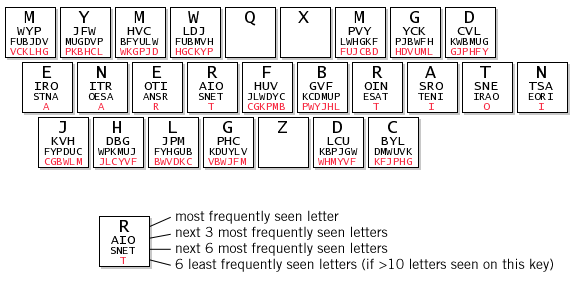 M Y M W Q X M G D
WYP JFW HVC LDJ PVY YCK CVL
FUBJDV MUGDVP BFYULW FUBMVH LWHGKF PJBWFH KWBMUG
VCKLHG PKBHCL WKGPJD HGCKYP FUJCBD HDVUML GJPHFY
E N E R F B R A T N
IRO ITR OTI AIO HUV GVF OIN SRO SNE TSA
STNA OESA ANSR SNET JLWDYC KCDMUP ESAT TENI IRAO EORI
A A R T CGKPMB PWYJHL T I O I
J H L G Z D C
KVH DBG JPM PHC LCU BYL
FYPDUC WPKMUJ FYHGUB KDUYLV KBPJGW DMWUVK
CGBWLM JLCYVF BWVDKC VBWJFM WHMYVF KFJPHG
R most frequently seen letter
AIO next 3 most frequently seen letters
SNET next 6 most frequently seen letters
T 6 least frequently seen letters (if >10 letters seen on this key)